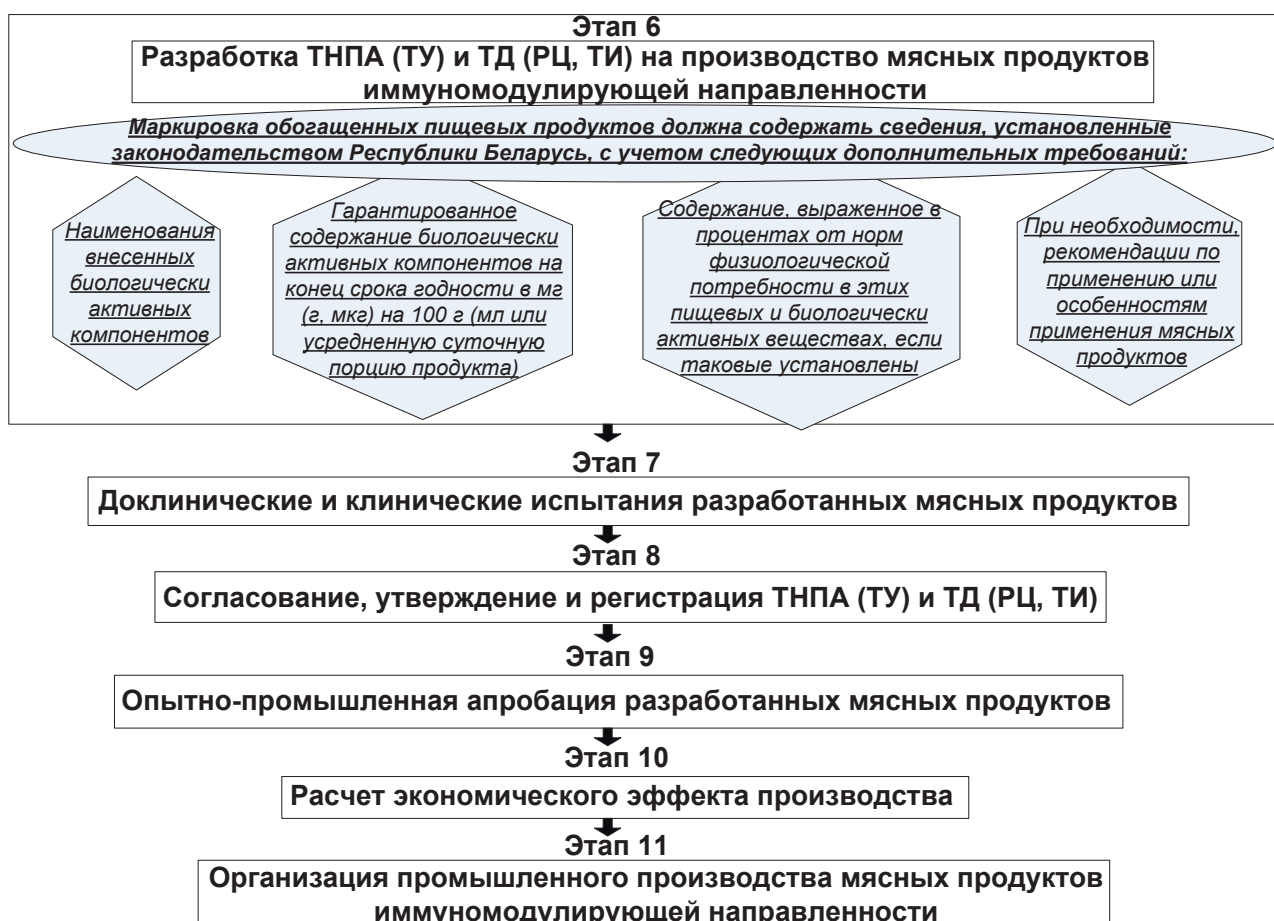 Этап 6
Разработка ТНПА (ТУ) и ТД (РЦ, ТИ) на производство мясных продуктов
иммуномодулирующей направленности
Маркировка обогащенных пищевых продуктов должна содержать сведения, установленные
законодательством Республики Беларусь, с учетом следующих дополнительных требований:
Наименования
внесенных
биологически
активных
компонентов
Гарантированное
содержание биологически
активных компонентов на
конец срока годности в мг
(г, мкг) на 100 г (мл или
усредненную суточную
порцию продукта)
Содержание, выраженное в
процентах от норм
физиологической
потребности в этих
пищевых и биологически
активных веществах, если
таковые установлены
При необходимости,
рекомендации по
применению или
особенностям
применения мясных
продуктов
Этап 7
Доклинические и клинические испытания разработанных мясных продуктов
Этап 8
Согласование, утверждение и регистрация ТНПА (ТУ) и ТД (РЦ, ТИ)
Этап 9
Опытно-промышленная апробация разработанных мясных продуктов
Этап 10
Расчет экономического эффекта производства
Этап 11
Организация промышленного производства мясных продуктов
иммуномодулирующей направленности